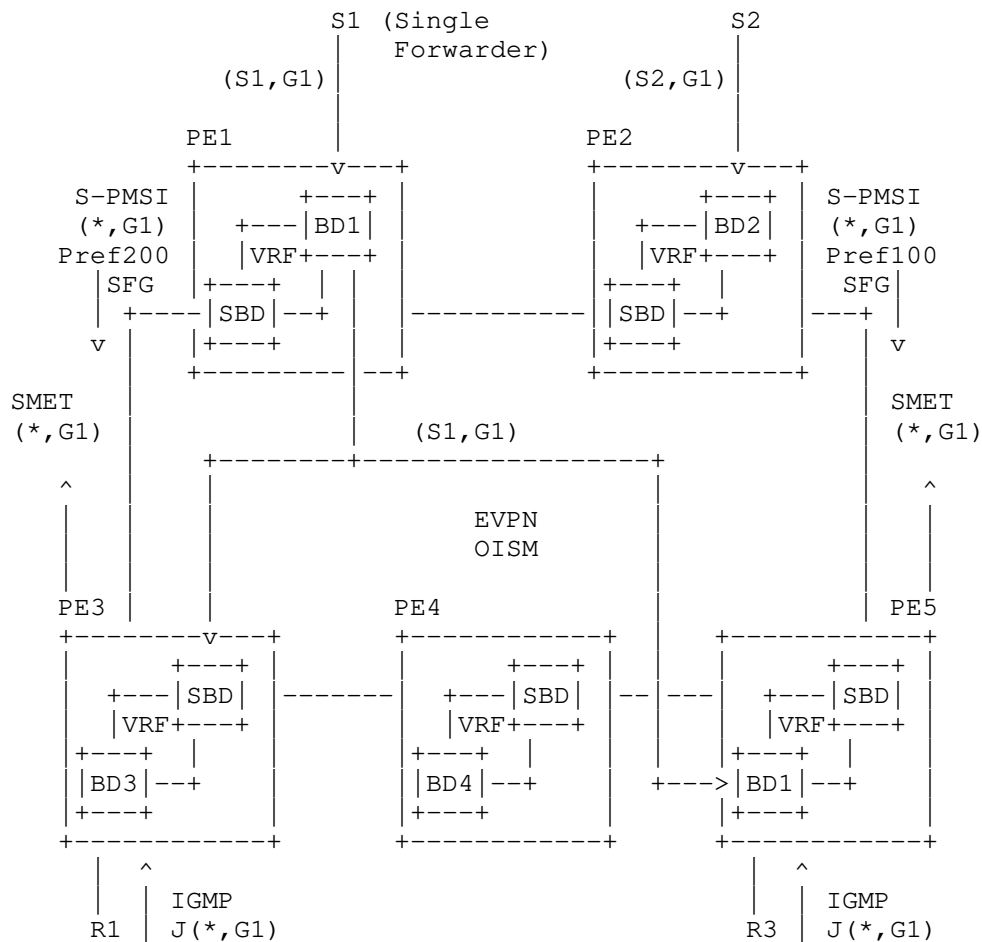 S1 (Single S2
Forwarder)
(S1,G1) (S2,G1)
PE1 PE2
S-PMSI S-PMSI
(*,G1) BD1 BD2 (*,G1)
Pref200 VRF VRF Pref100
SFG SFG
SBD SBD
v v
SMET SMET
(*,G1) (S1,G1) (*,G1)
EVPN
OISM
PE3 PE4 PE5
SBD SBD SBD
VRF VRF VRF
BD3 BD4 BD1
IGMP IGMP
R1 J(*,G1) R3 J(*,G1)